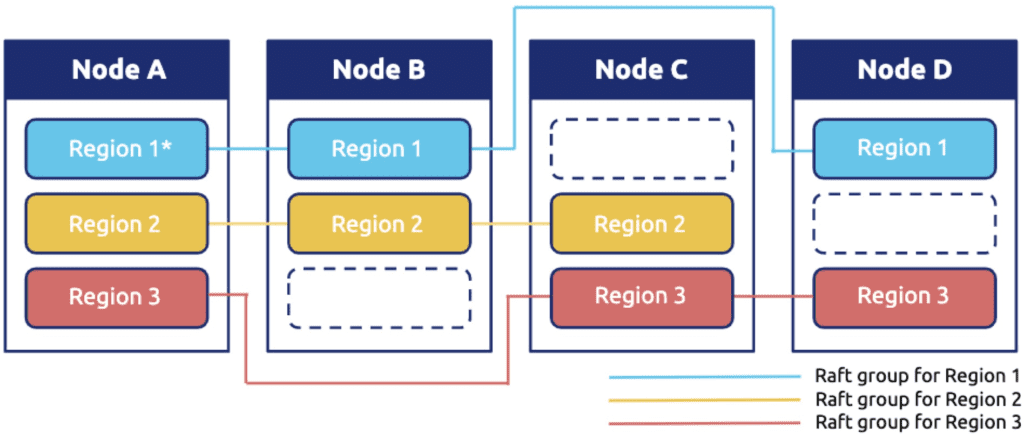 Node A
Node B
Node C
Node D
Region 1*
Region 1
Region 1
Region 2
Region 2
Region 2
Region 3
Region 3
Region 3
Raft group for Region 1
Raft group for Region 2
Raft group for Region 3